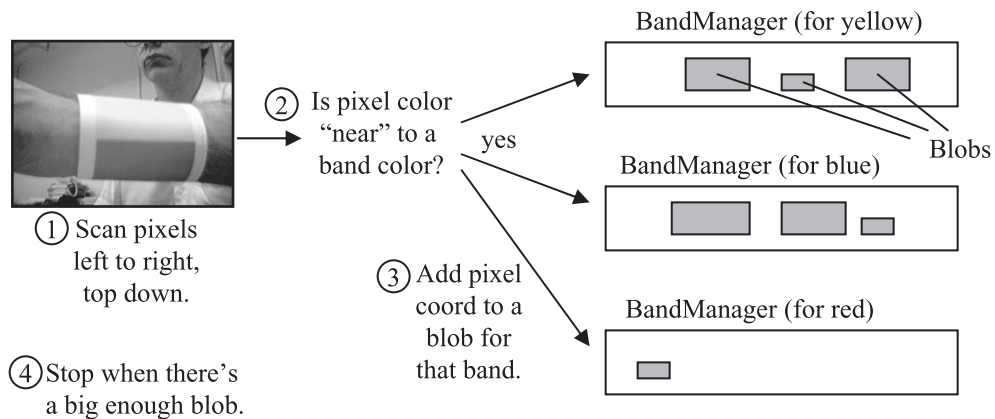 BandManager (for yellow)
② Is pixel color
“near” to a
band color?
yes
Blobs
BandManager (for blue)
① Scan pixels
left to right,
top down.
③ Add pixel
coord to a
blob for
that band.
BandManager (for red)
④ Stop when there’s
a big enough blob.